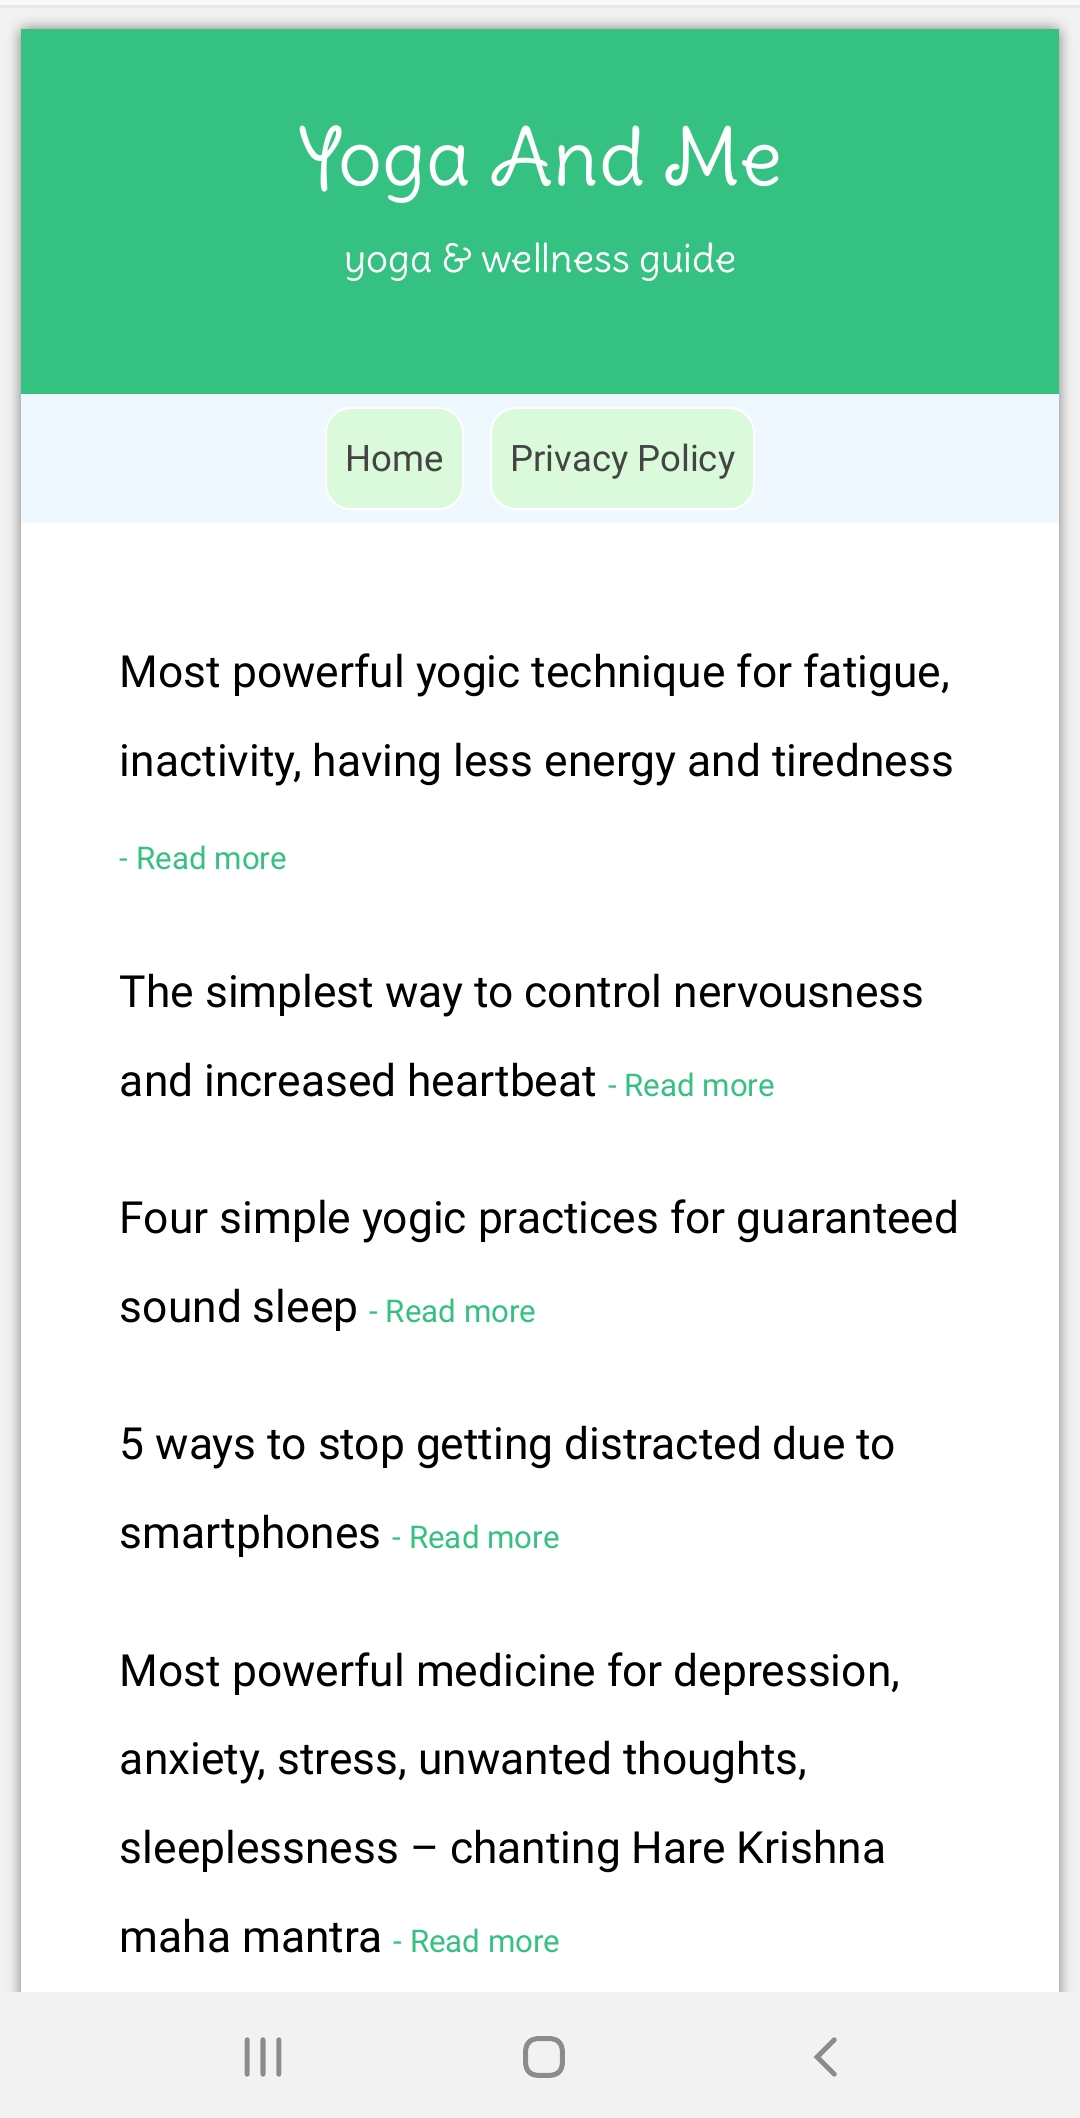 Yoga And Me
yoga & wellness guide
Home Privacy Policy
Most powerful yogic technique for fatigue,
inactivity, having less energy and tiredness
- Read more
The simplest way to control nervousness
and increased heartbeat - Read more
Four simple yogic practices for guaranteed
sound sleep - Read more
5 ways to stop getting distracted due to
smartphones - Read more
Most powerful medicine for depression,
anxiety, stress, unwanted thoughts,
sleeplessness – chanting Hare Krishna
maha mantra - Read more